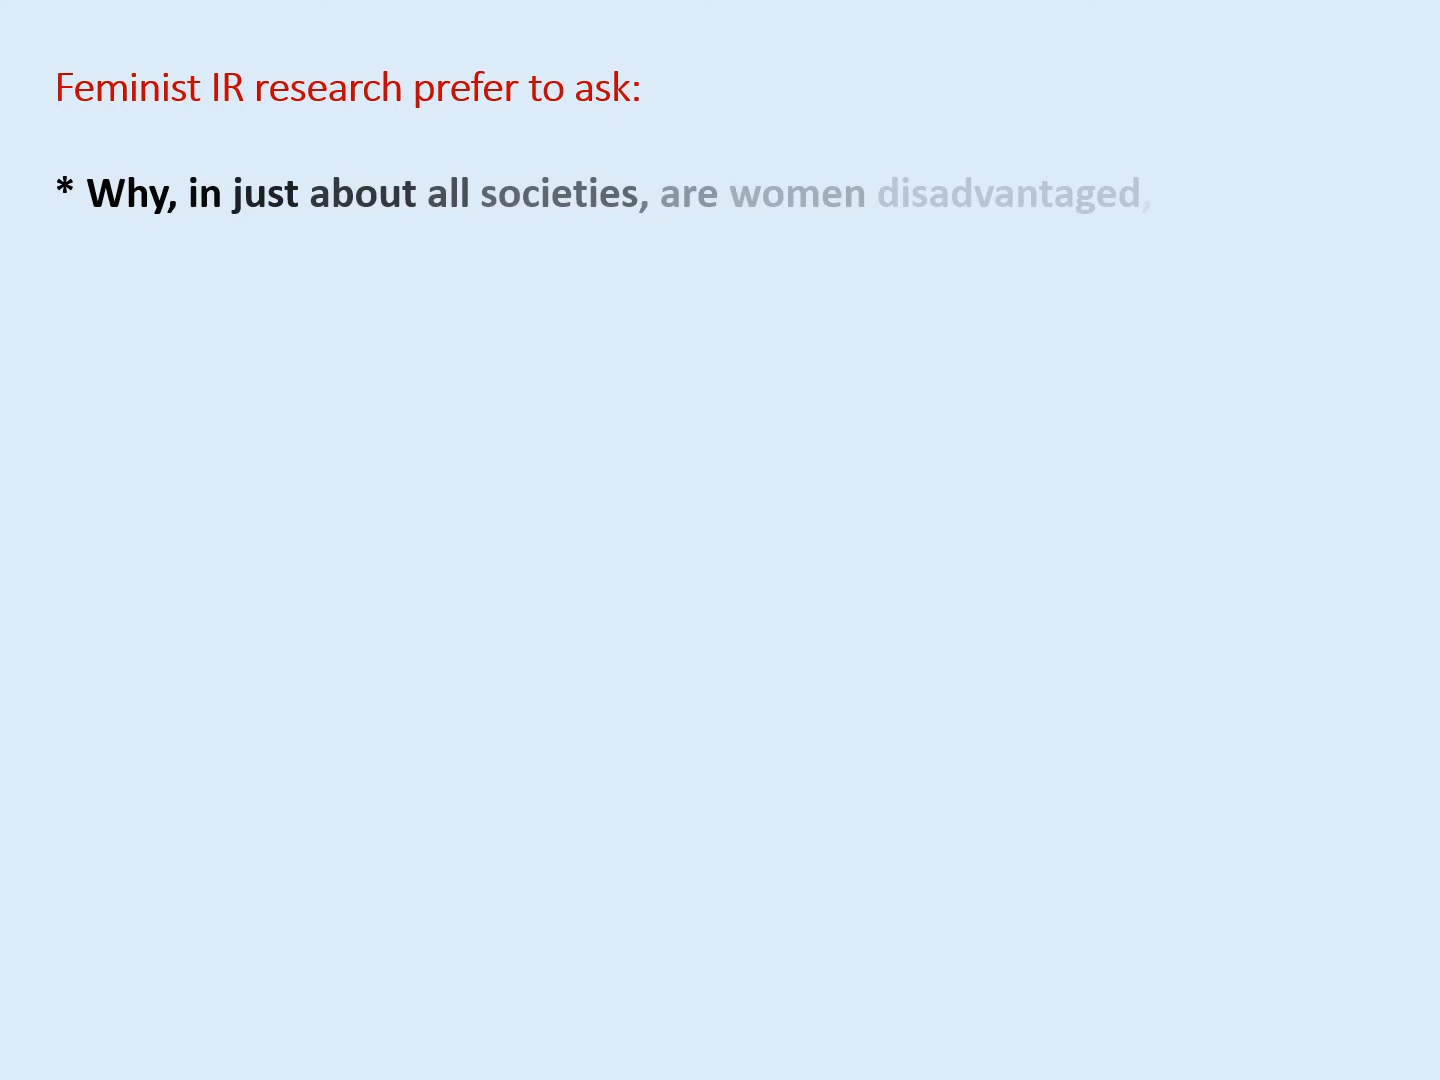 Feminist IR research prefer to ask:
* Why, in just about all societies, are women disadvantaged,